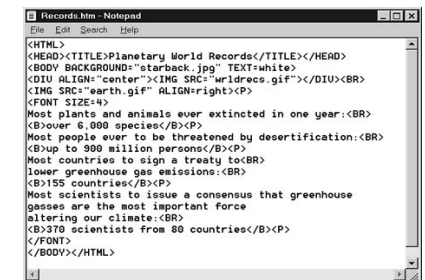 Records.htm - Notepad
File Edit Search Help
<HTML>
<HEAD><TITLE>Planetary World Records</TITLE></HEAD>
<BODY BACKGROUND="starback.jpg" TEXT=white>
<DIV ALIGN="center"><IMG SRC="wrldrecs.gif"></DIV><BR>
<IMG SRC="earth.gif" ALIGN=right><P>
<FONT SIZE=4>
Most plants and animals ever extincted in one year:<BR>
<B>over 6,000 species</B><P>
Most people ever to be threatened by desertification:<BR>
<B>up to 900 million persons</B><P>
Most countries to sign a treaty to<BR>
lower greenhouse gas emissions:<BR>
<B>155 countries</B><P>
Most scientists to issue a consensus that greenhouse
gasses are the most important force
altering our climate:<BR>
<B>370 scientists from 80 countries</B><P>
</FONT>
</BODY></HTML>